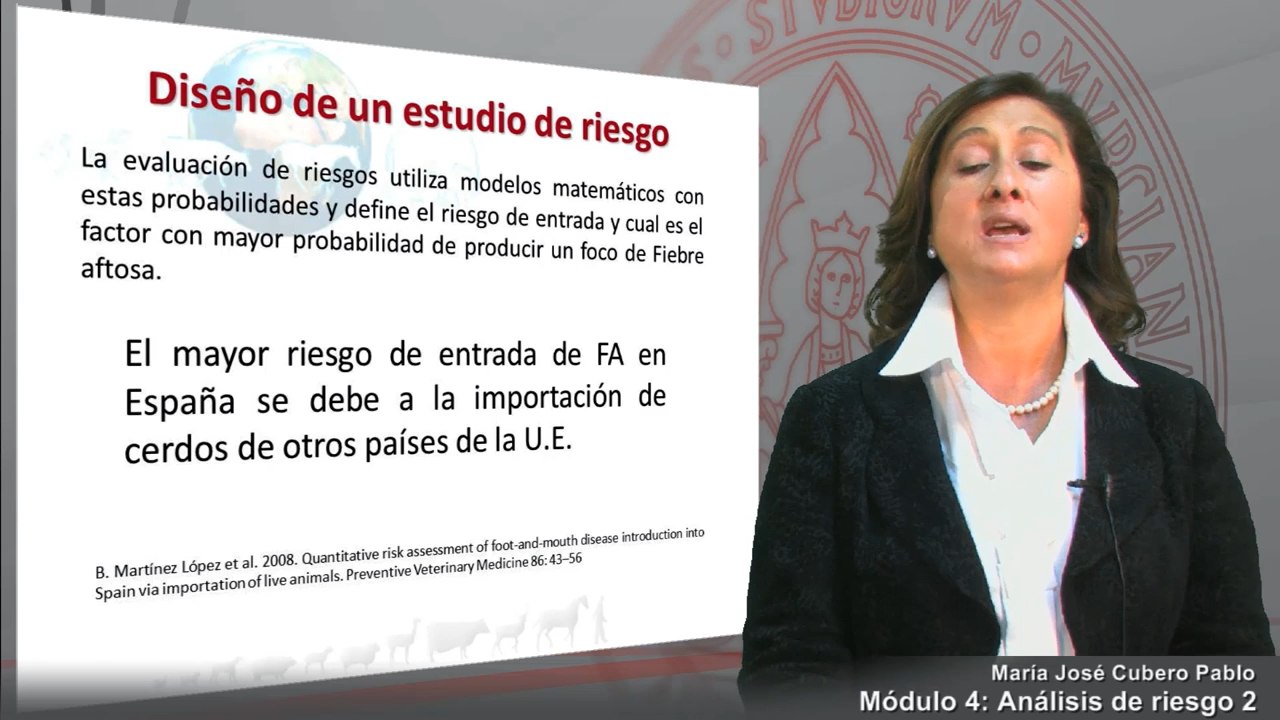 STVDIORVM
MVRCIANA
Diseño de un estudio de riesgo
La evaluación de riesgos utiliza modelos matemáticos con
estas probabilidades y define el riesgo de entrada y cual es el
factor con mayor probabilidad de producir un foco de Fiebre
aftosa.
El mayor riesgo de entrada de FA en
España se debe a la importación de
cerdos de otros países de la U.E.
B. Martínez López et al. 2008. Quantitative risk assessment of foot-and-mouth disease introduction into
Spain via importation of live animals. Preventive Veterinary Medicine 86: 43–56
María José Cubero Pablo
Módulo 4: Análisis de riesgo 2